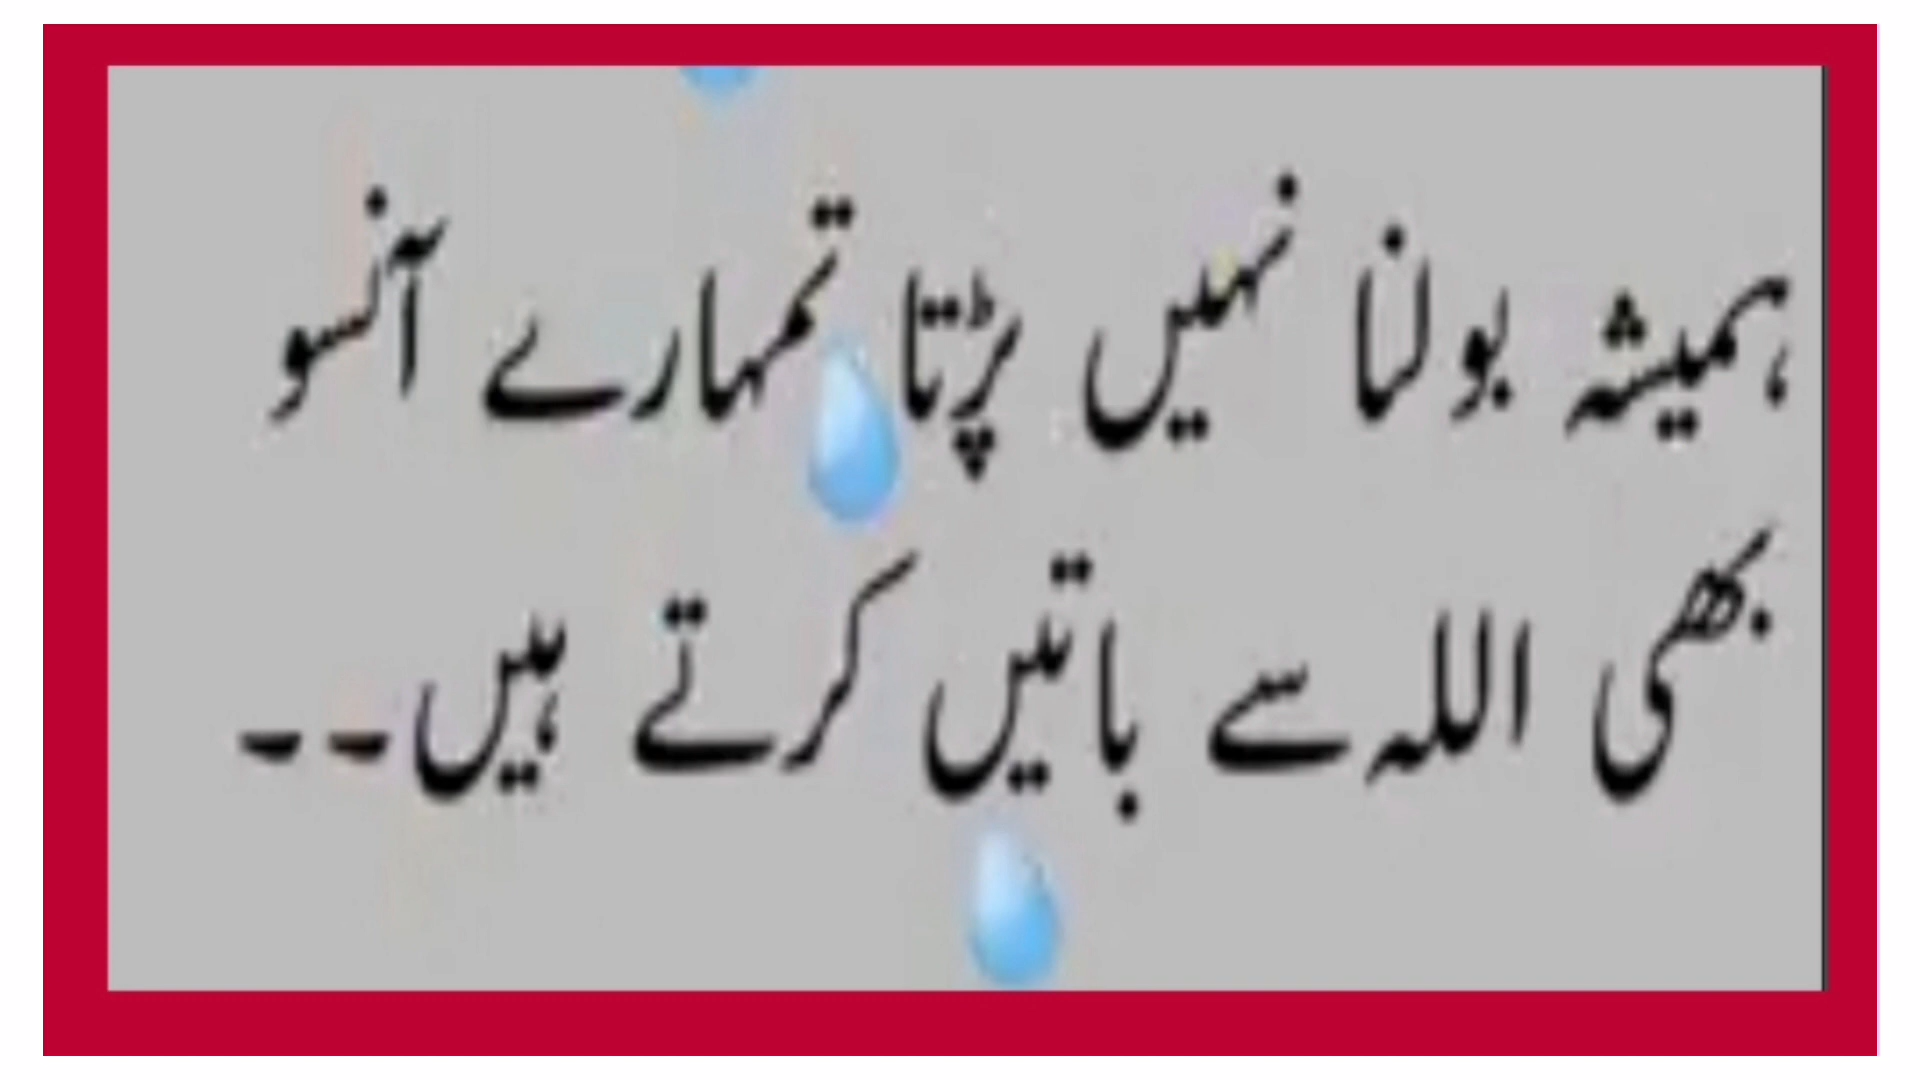 ہمیشہ بولنا نہیں پڑتا تمہارے آنسو
بھی اللہ سے باتیں کرتے ہیں۔۔